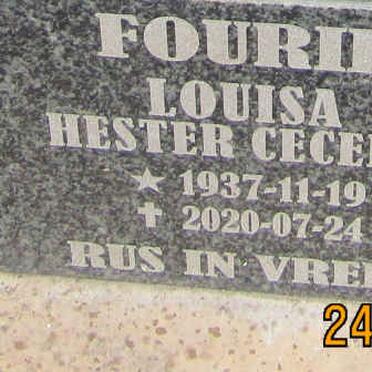 FOURI
LOUISA
HESTER CECE
★ 1937-11-19
✝ 2020-07-24
RUS IN VRE
24